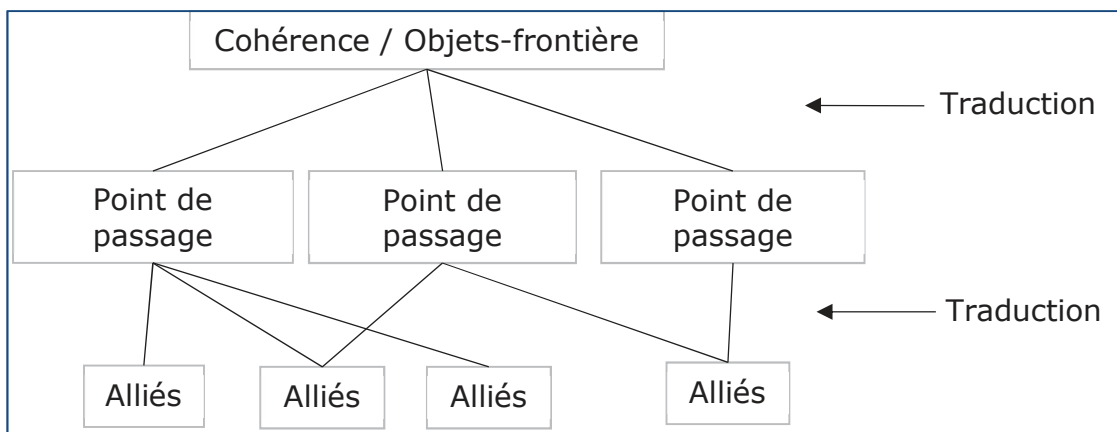 Cohérence / Objets-frontière
Traduction
Point de
passage
Point de
passage
Point de
passage
Traduction
Alliés
Alliés
Alliés
Alliés